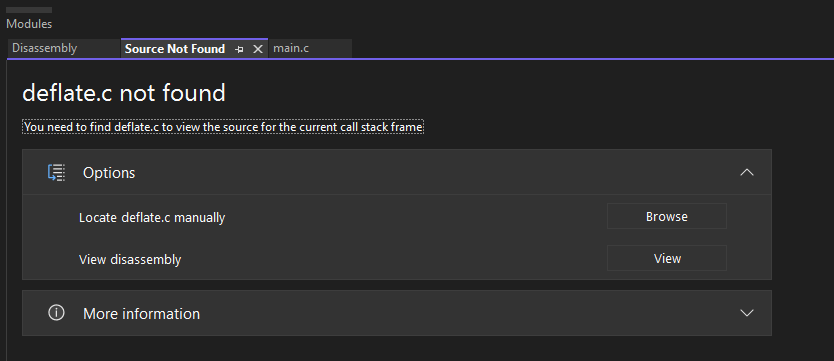 Modules
Disassembly
Source Not Found
main.c
deflate.c not found
You need to find deflate.c to view the source for the current call stack frame
Options
Locate deflate.c manually
Browse
View disassembly
View
More information